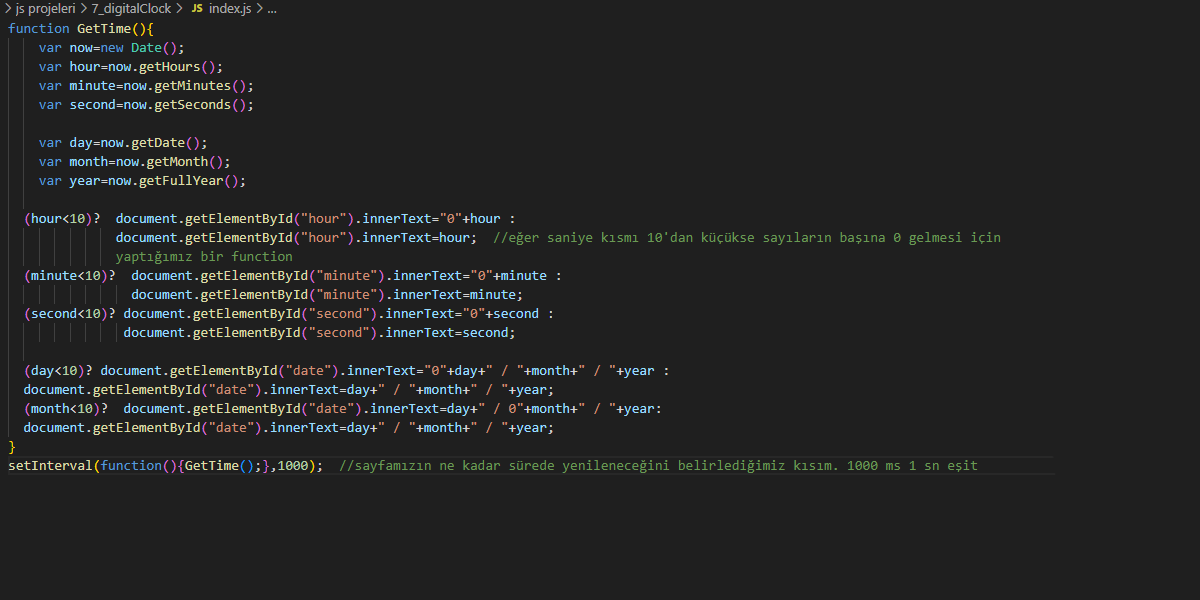 js projeleri > 7_digitalClock > JS index.js > ...
function GetTime(){
    var now=new Date();
    var hour=now.getHours();
    var minute=now.getMinutes();
    var second=now.getSeconds();

    var day=now.getDate();
    var month=now.getMonth();
    var year=now.getFullYear();

  (hour<10)?  document.getElementById("hour").innerText="0"+hour :
              document.getElementById("hour").innerText=hour;  //eğer saniye kısmı 10'dan küçükse sayıların başına 0 gelmesi için
              yaptığımız bir function
  (minute<10)?  document.getElementById("minute").innerText="0"+minute :
                document.getElementById("minute").innerText=minute;
  (second<10)? document.getElementById("second").innerText="0"+second :
               document.getElementById("second").innerText=second;

  (day<10)? document.getElementById("date").innerText="0"+day+" / "+month+" / "+year :
  document.getElementById("date").innerText=day+" / "+month+" / "+year;
  (month<10)?  document.getElementById("date").innerText=day+" / 0"+month+" / "+year:
  document.getElementById("date").innerText=day+" / "+month+" / "+year;
}
setInterval(function(){GetTime();},1000);  //sayfamızın ne kadar sürede yenileneceğini belirlediğimiz kısım. 1000 ms 1 sn eşit